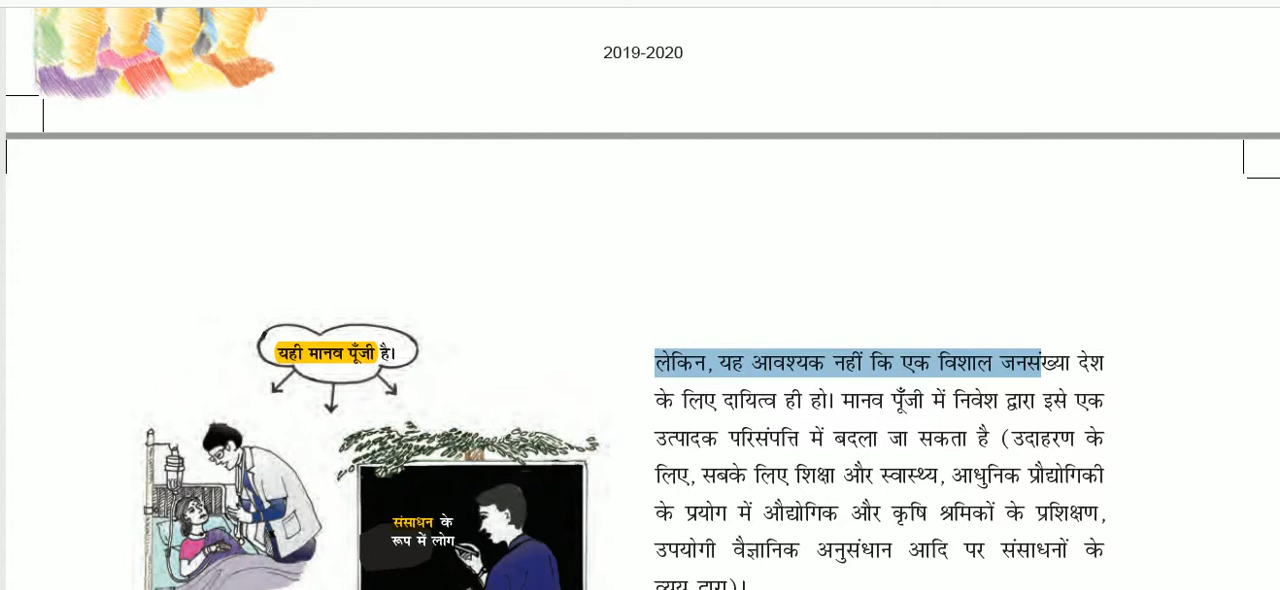 2019-2020
यही मानव पूँजी है।
संसाधन के
रूप में लोग
लेकिन, यह आवश्यक नहीं कि एक विशाल जनसंख्या देश
के लिए दायित्व ही हो। मानव पूँजी में निवेश द्वारा इसे एक
उत्पादक परिसंपत्ति में बदला जा सकता है (उदाहरण के
लिए, सबके लिए शिक्षा और स्वास्थ्य, आधुनिक प्रौद्योगिकी
के प्रयोग में औद्योगिक और कृषि श्रमिकों के प्रशिक्षण,
उपयोगी वैज्ञानिक अनुसंधान आदि पर संसाधनों के
व्यय द्वारा)।